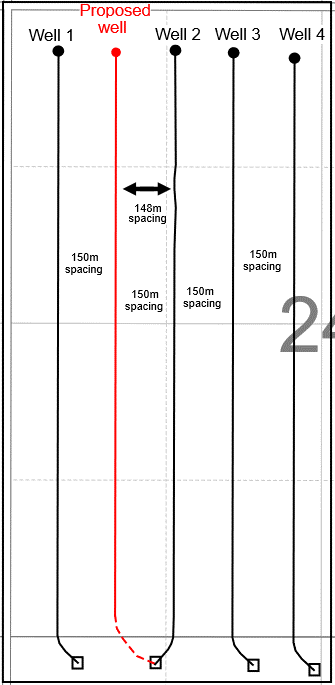 Proposed
well
Well 1
Well 2
Well 3
Well 4
148m
spacing
150m
spacing
150m
spacing
150m
spacing
150m
spacing
24